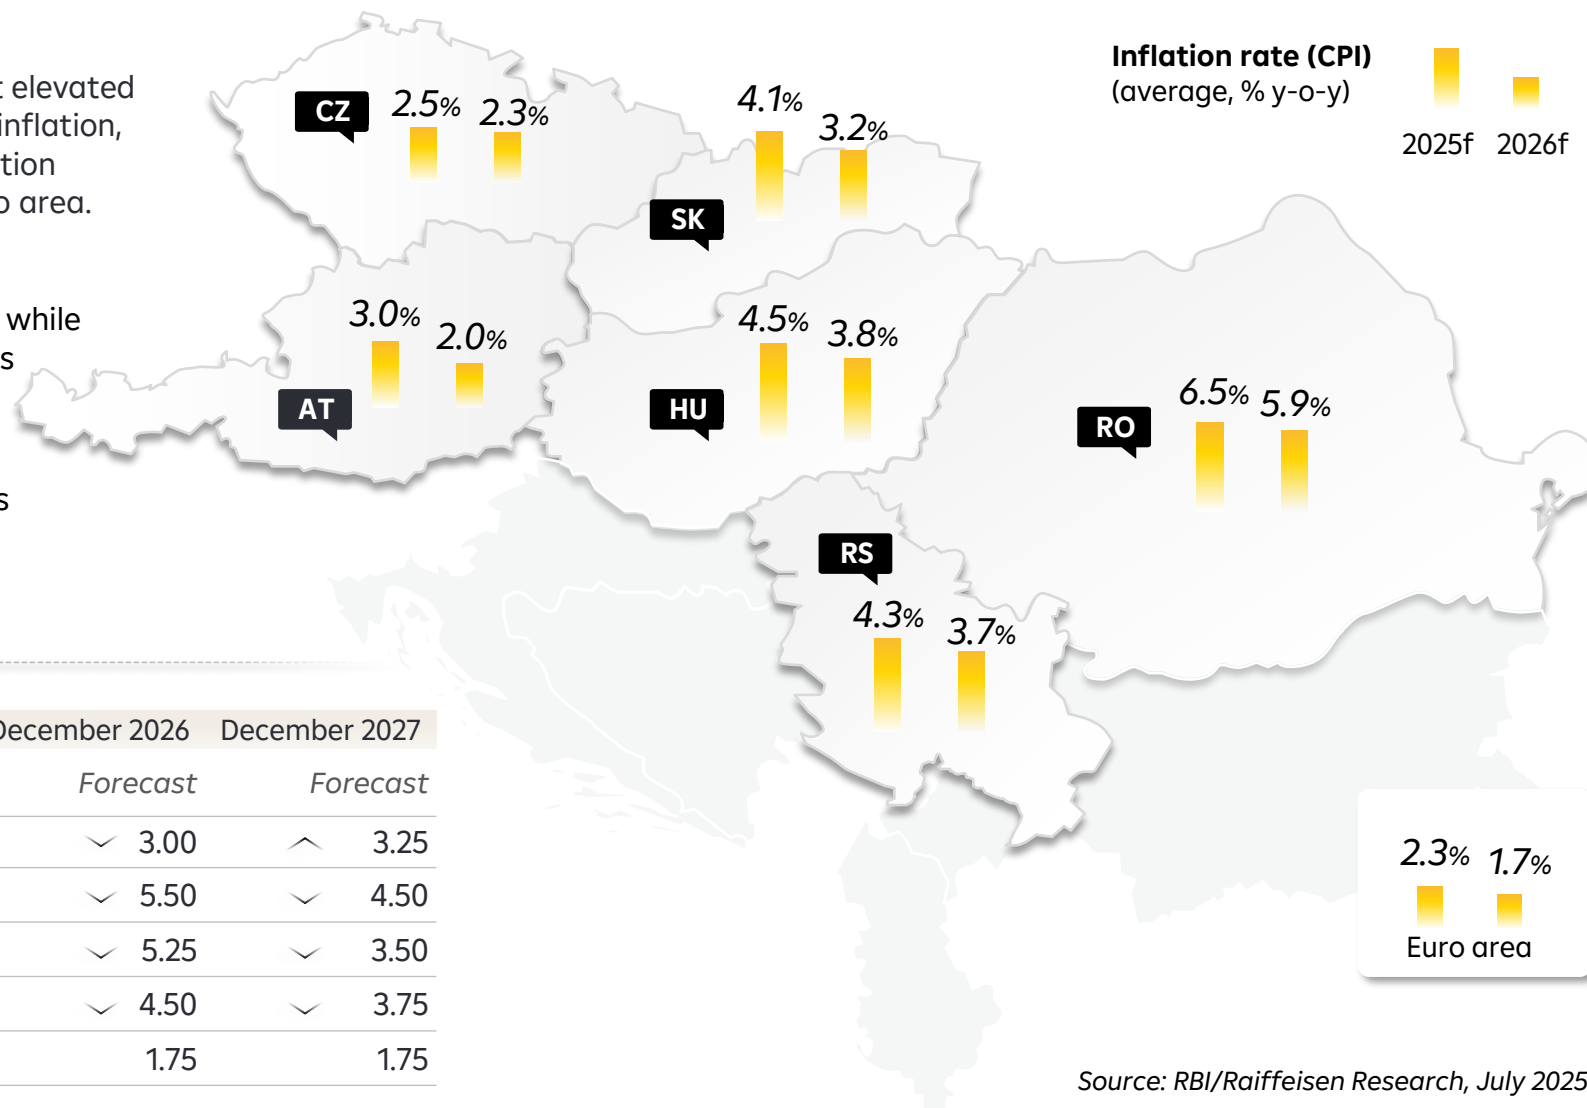 elevated
inflation,
area.
while
Inflation rate (CPI)
(average, % y-o-y)
2025f 2026f
CZ
2.5% 2.3%
SK
4.1% 3.2%
AT
3.0% 2.0%
HU
4.5% 3.8%
RO
6.5% 5.9%
RS
4.3% 3.7%
December 2026 December 2027
Forecast Forecast
3.00 3.25
5.50 4.50
5.25 3.50
4.50 3.75
1.75 1.75
2.3% 1.7%
Euro area
Source: RBI/Raiffeisen Research, July 2025